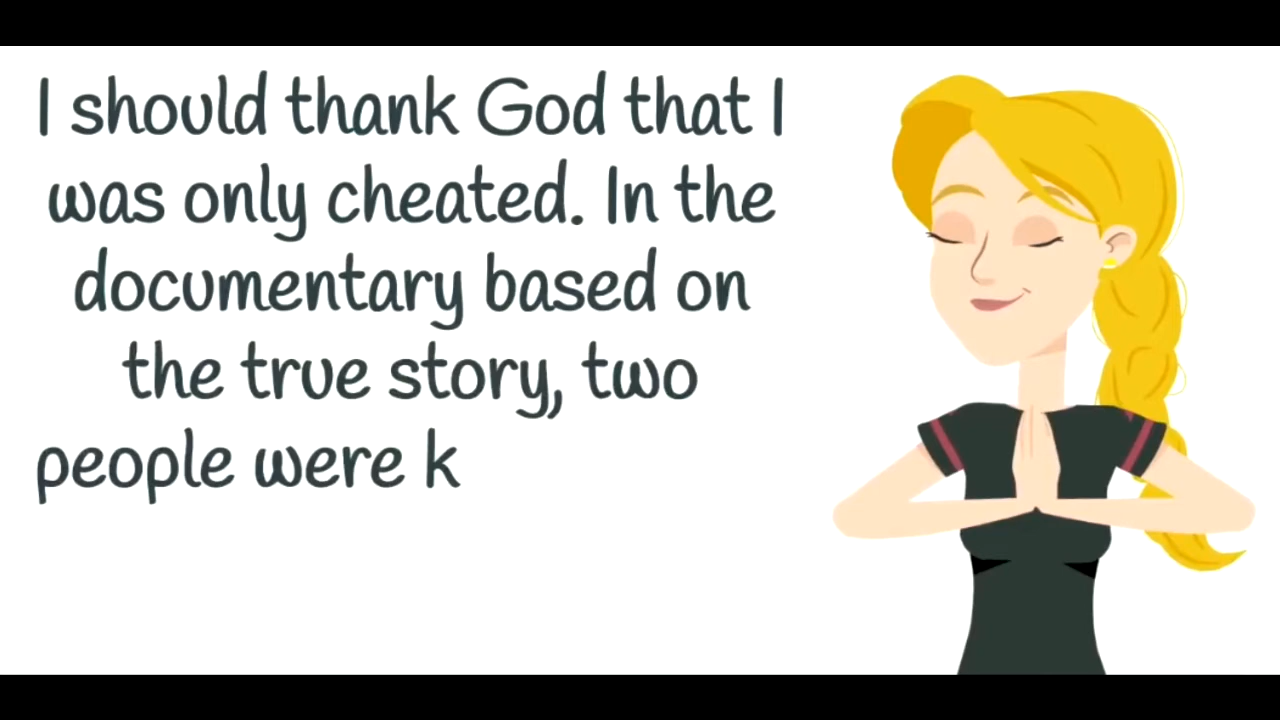 I should thank God that I
was only cheated. In the
documentary based on
the true story, two
people were k